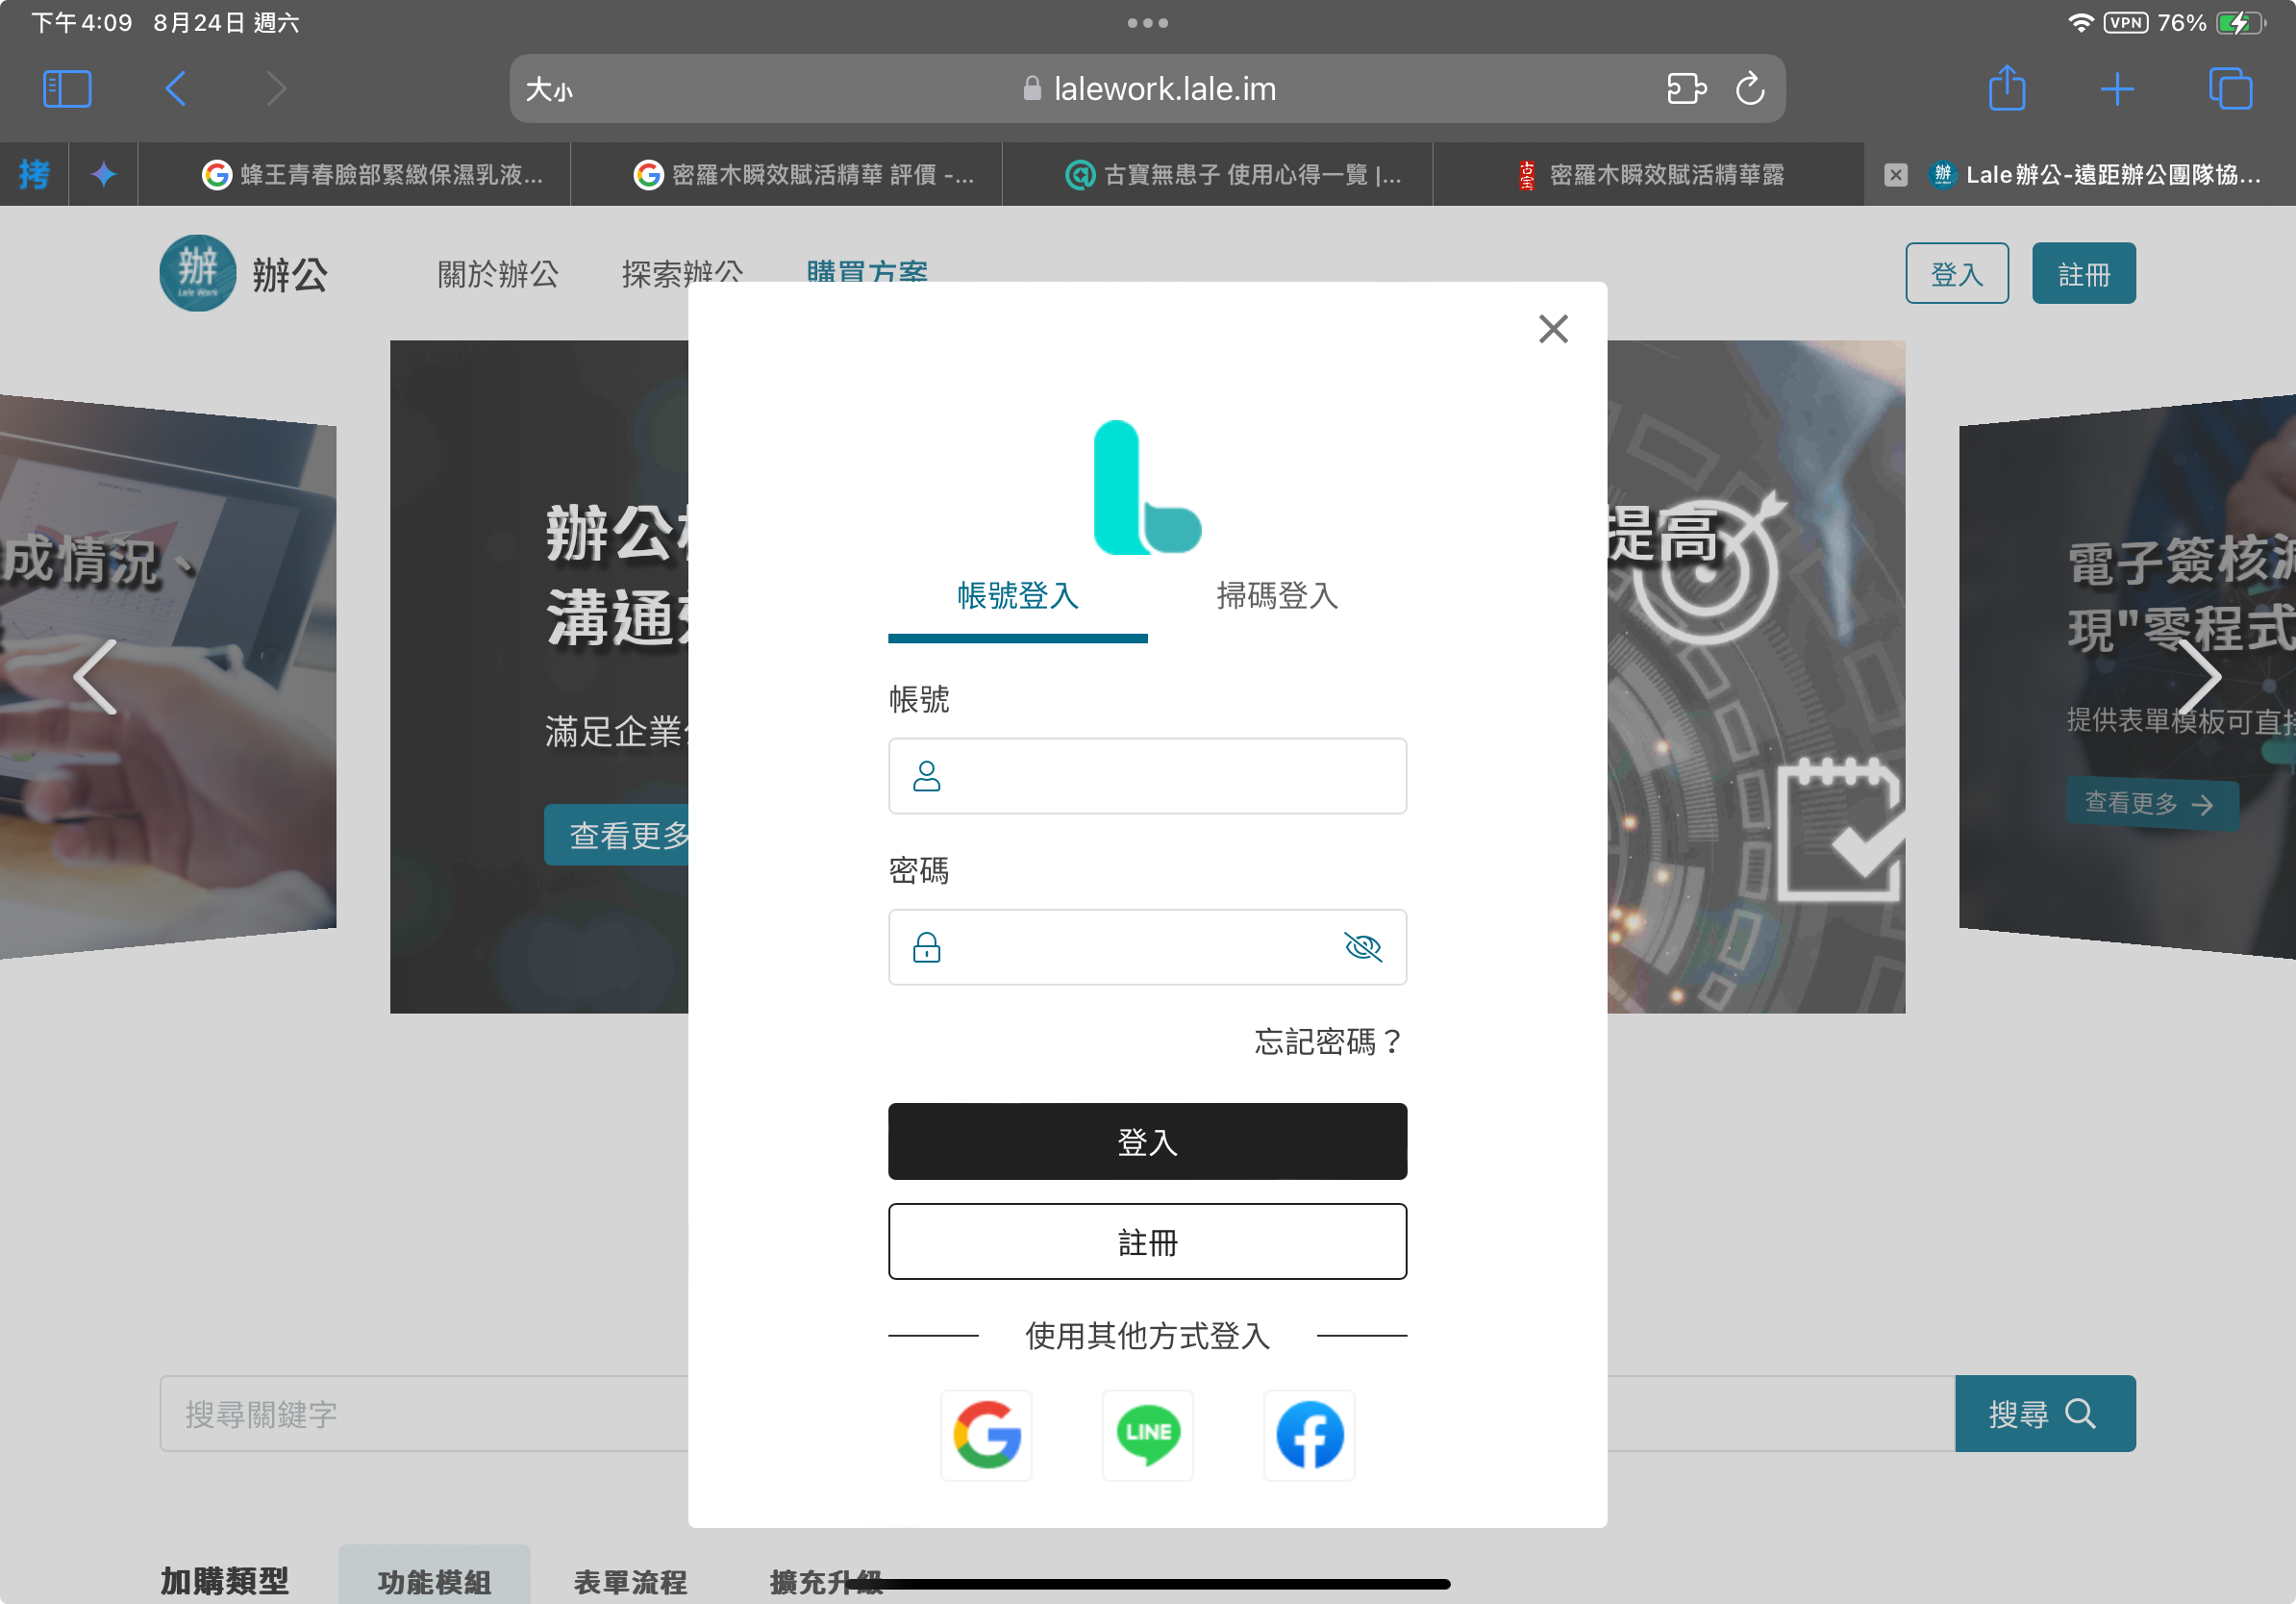 下午4:09 8月24日 週六
VPN 76%
大小
lalework.lale.im
拷
蜂王青春臉部緊緻保濕乳液...
密羅木瞬效賦活精華 評價 -...
古寶無患子 使用心得一覽 |...
密羅木瞬效賦活精華露
Lale辦公-遠距辦公團隊協...
辦
Lale Work
辦公
關於辦公
探索辦公
購買方案
登入
註冊
成情況、
辦公
提高
溝通
滿足企業
查看更多
電子簽核
現"零程式
提供表單模板可直
查看更多
帳號登入
掃碼登入
帳號
密碼
忘記密碼？
登入
註冊
使用其他方式登入
LINE
搜尋關鍵字
搜尋
加購類型
功能模組
表單流程
擴充升級